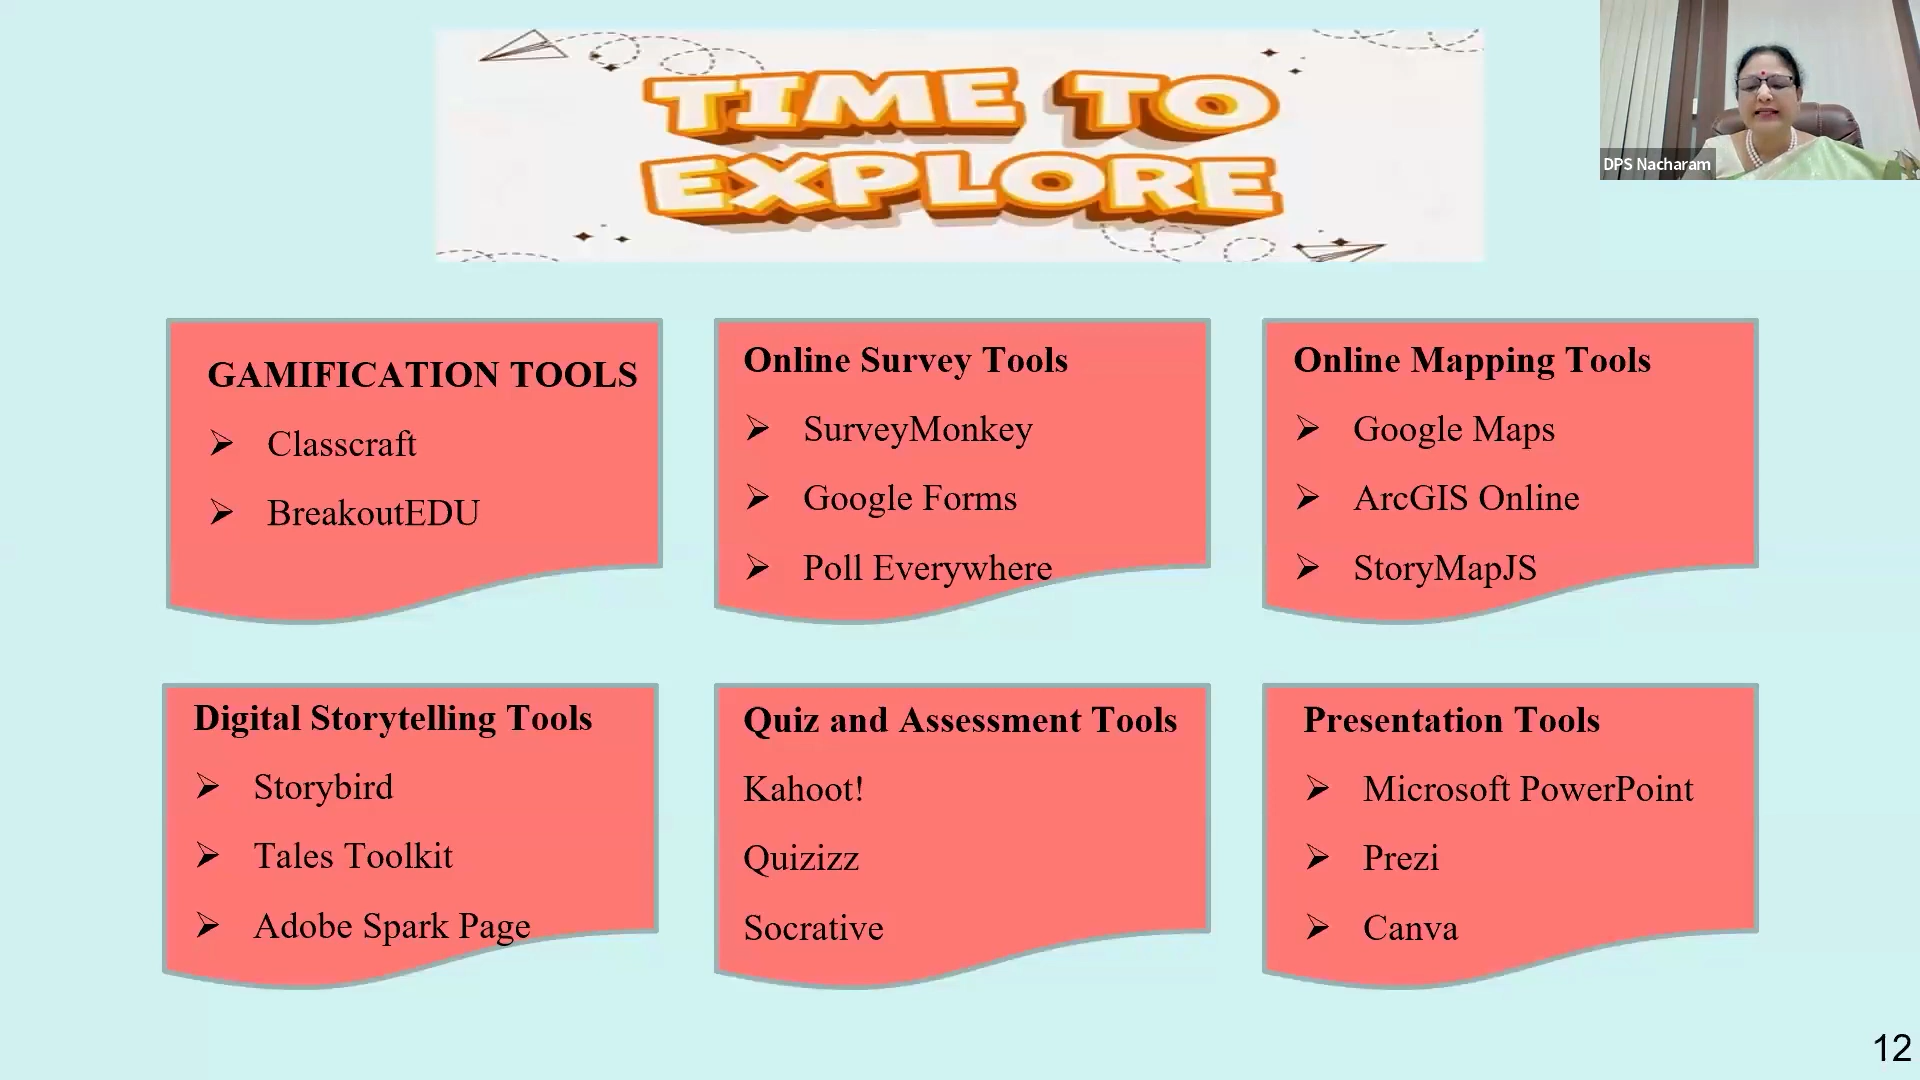 TIME TO
EXPLORE
DPS Nacharam
GAMIFICATION TOOLS
➢ Classcraft
➢ BreakoutEDU
Online Survey Tools
➢ SurveyMonkey
➢ Google Forms
➢ Poll Everywhere
Online Mapping Tools
➢ Google Maps
➢ ArcGIS Online
➢ StoryMapJS
Digital Storytelling Tools
➢ Storybird
➢ Tales Toolkit
➢ Adobe Spark Page
Quiz and Assessment Tools
Kahoot!
Quizizz
Socrative
Presentation Tools
➢ Microsoft PowerPoint
➢ Prezi
➢ Canva
12